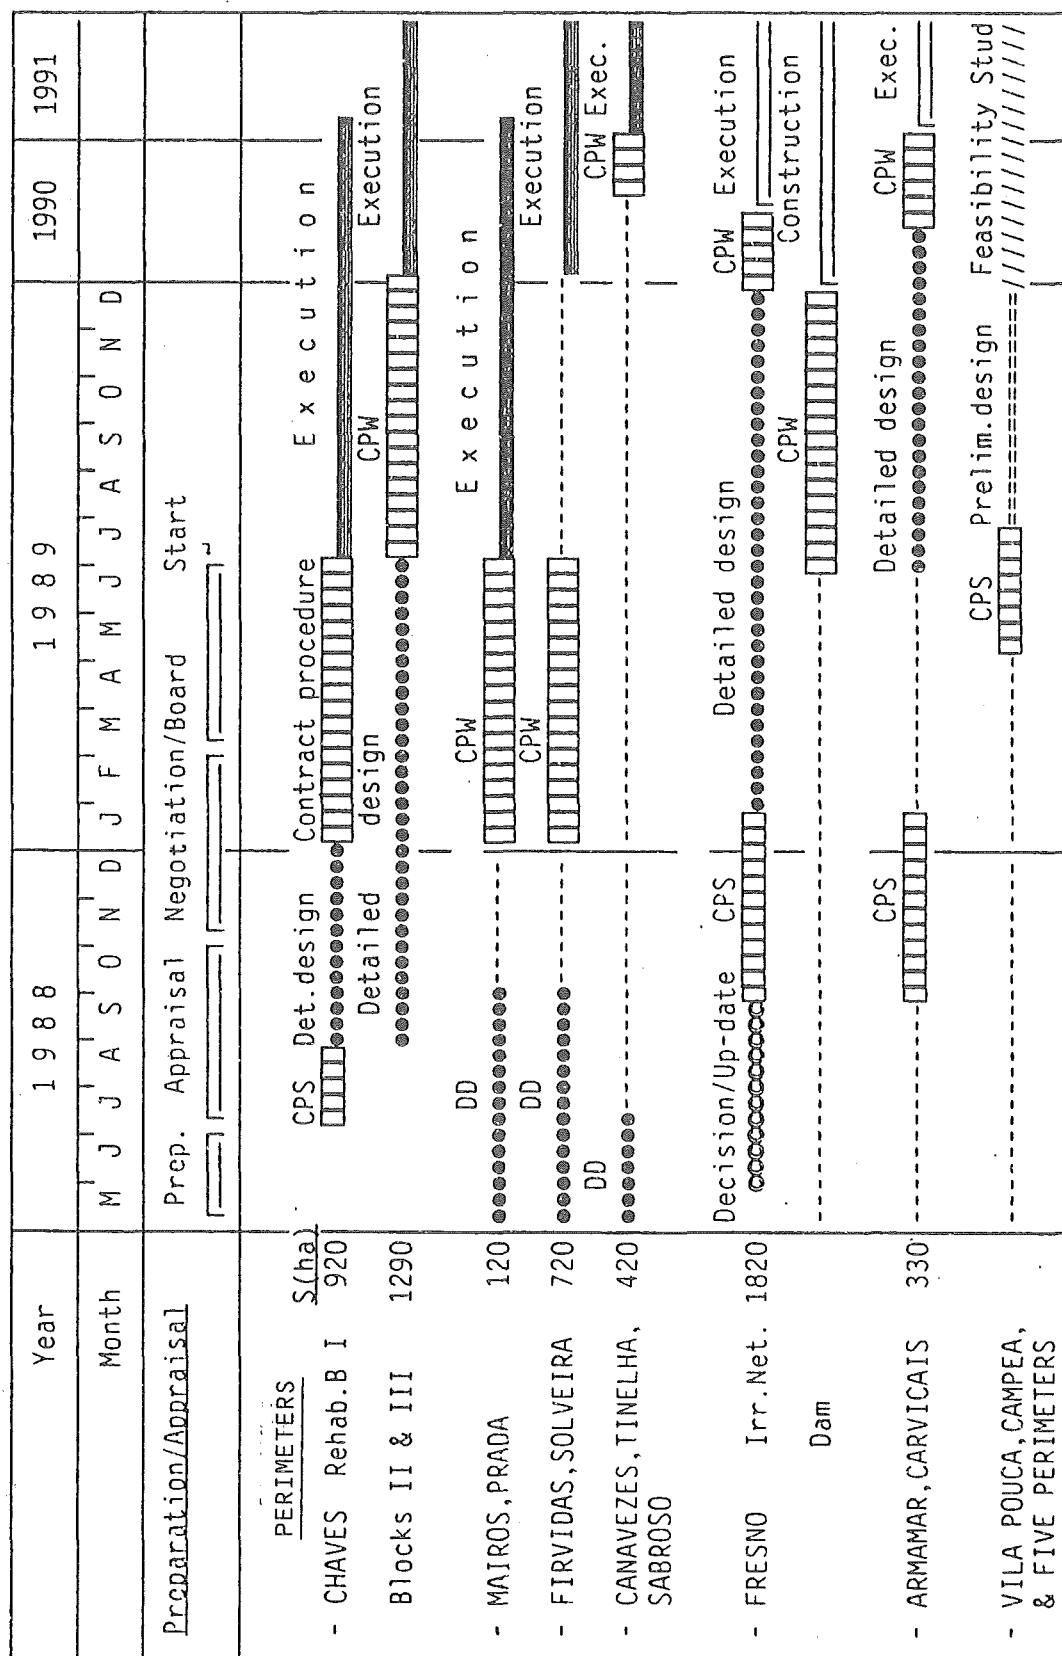 Year 1988 1989 1990 1991
Month M J J A S O N D J F M A M J J A S O N D
Preparation/Appraisal Prep. Appraisal Negotiation/Board Start
PERIMETERS S(ha)
- CHAVES Rehab.B I 920 CPS Det.design Contract procedure Execution
Blocks II & III 1290 Detailed design CPW Execution
- MAIROS,PRADA 120 DD CPW Execution
- FIRVIDAS,SOLVEIRA 720 DD CPW Execution
- CANAVEZES,TINELHA, 420 DD CPW Exec.
SABROSO
- FRESNO Irr.Net. 1820 Decision/Up-date CPS Detailed design CPW Execution
Dam CPW Construction
- ARMAMAR,CARVICAIS 330 CPS Detailed design CPW Exec.
- VILA POUCA,CAMPEA, CPS Prelim.design Feasibility Stud
& FIVE PERIMETERS